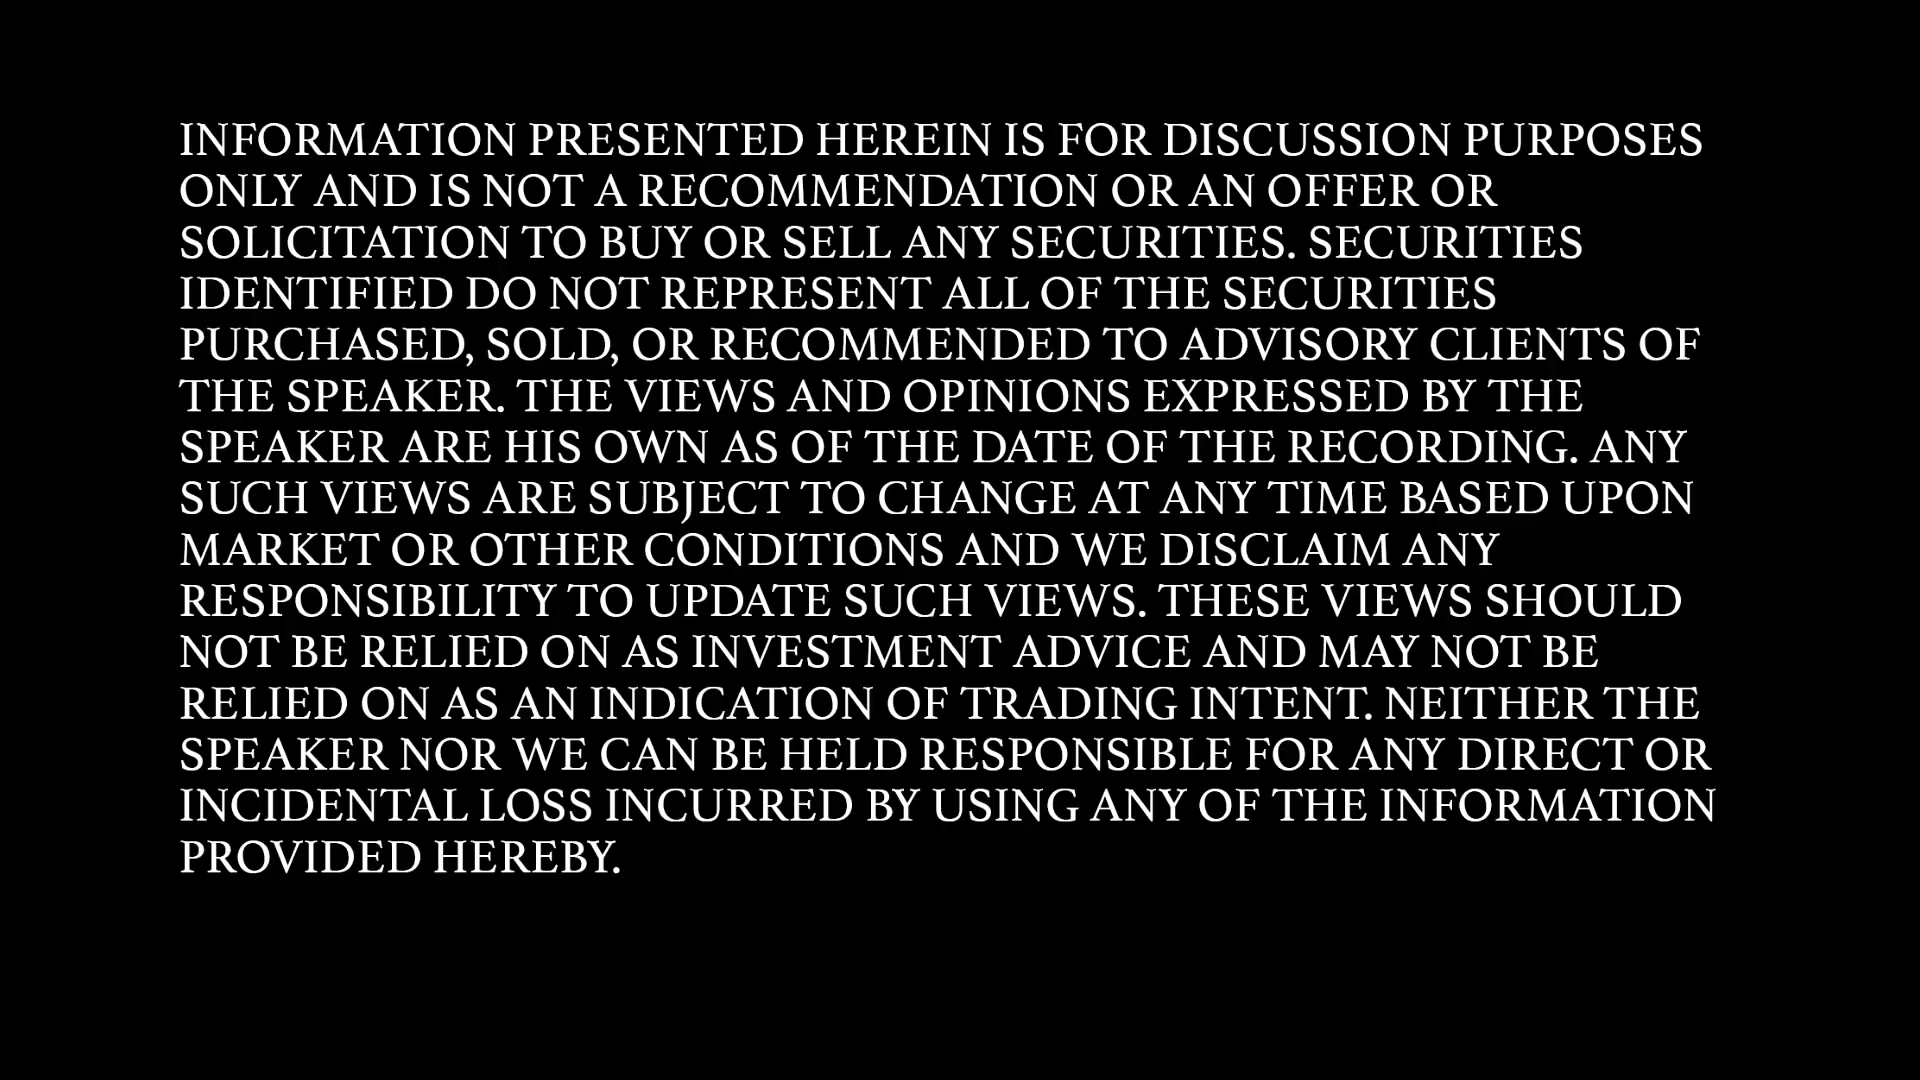 INFORMATION PRESENTED HEREIN IS FOR DISCUSSION PURPOSES
ONLY AND IS NOT A RECOMMENDATION OR AN OFFER OR
SOLICITATION TO BUY OR SELL ANY SECURITIES. SECURITIES
IDENTIFIED DO NOT REPRESENT ALL OF THE SECURITIES
PURCHASED, SOLD, OR RECOMMENDED TO ADVISORY CLIENTS OF
THE SPEAKER. THE VIEWS AND OPINIONS EXPRESSED BY THE
SPEAKER ARE HIS OWN AS OF THE DATE OF THE RECORDING. ANY
SUCH VIEWS ARE SUBJECT TO CHANGE AT ANY TIME BASED UPON
MARKET OR OTHER CONDITIONS AND WE DISCLAIM ANY
RESPONSIBILITY TO UPDATE SUCH VIEWS. THESE VIEWS SHOULD
NOT BE RELIED ON AS INVESTMENT ADVICE AND MAY NOT BE
RELIED ON AS AN INDICATION OF TRADING INTENT. NEITHER THE
SPEAKER NOR WE CAN BE HELD RESPONSIBLE FOR ANY DIRECT OR
INCIDENTAL LOSS INCURRED BY USING ANY OF THE INFORMATION
PROVIDED HEREBY.